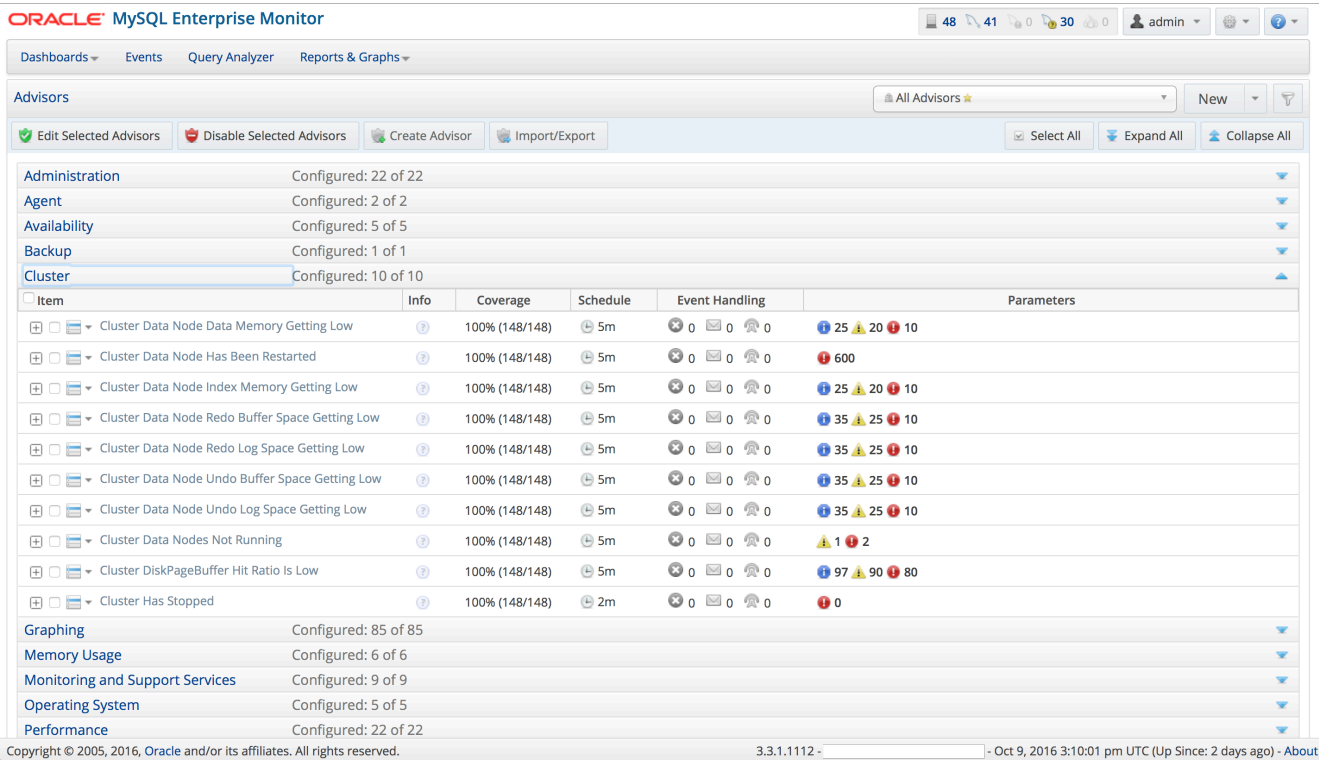 ORACLE MySQL Enterprise Monitor 48 41 0 30 0 admin
Dashboards Events Query Analyzer Reports & Graphs
Advisors All Advisors New
Edit Selected Advisors Disable Selected Advisors Create Advisor Import/Export Select All Expand All Collapse All
Administration Configured: 22 of 22
Agent Configured: 2 of 2
Availability Configured: 5 of 5
Backup Configured: 1 of 1
Cluster Configured: 10 of 10
Item Info Coverage Schedule Event Handling Parameters
Cluster Data Node Data Memory Getting Low ? 100% (148/148) 5m 0 0 0 25 20 10
Cluster Data Node Has Been Restarted ? 100% (148/148) 5m 0 0 0 600
Cluster Data Node Index Memory Getting Low ? 100% (148/148) 5m 0 0 0 25 20 10
Cluster Data Node Redo Buffer Space Getting Low ? 100% (148/148) 5m 0 0 0 35 25 10
Cluster Data Node Redo Log Space Getting Low ? 100% (148/148) 5m 0 0 0 35 25 10
Cluster Data Node Undo Buffer Space Getting Low ? 100% (148/148) 5m 0 0 0 35 25 10
Cluster Data Node Undo Log Space Getting Low ? 100% (148/148) 5m 0 0 0 35 25 10
Cluster Data Nodes Not Running ? 100% (148/148) 5m 0 0 0 1 2
Cluster DiskPageBuffer Hit Ratio Is Low ? 100% (148/148) 5m 0 0 0 97 90 80
Cluster Has Stopped ? 100% (148/148) 2m 0 0 0 0
Graphing Configured: 85 of 85
Memory Usage Configured: 6 of 6
Monitoring and Support Services Configured: 9 of 9
Operating System Configured: 5 of 5
Performance Configured: 22 of 22
Copyright © 2005, 2016, Oracle and/or its affiliates. All rights reserved. 3.3.1.1112 - - Oct 9, 2016 3:10:01 pm UTC (Up Since: 2 days ago) - About